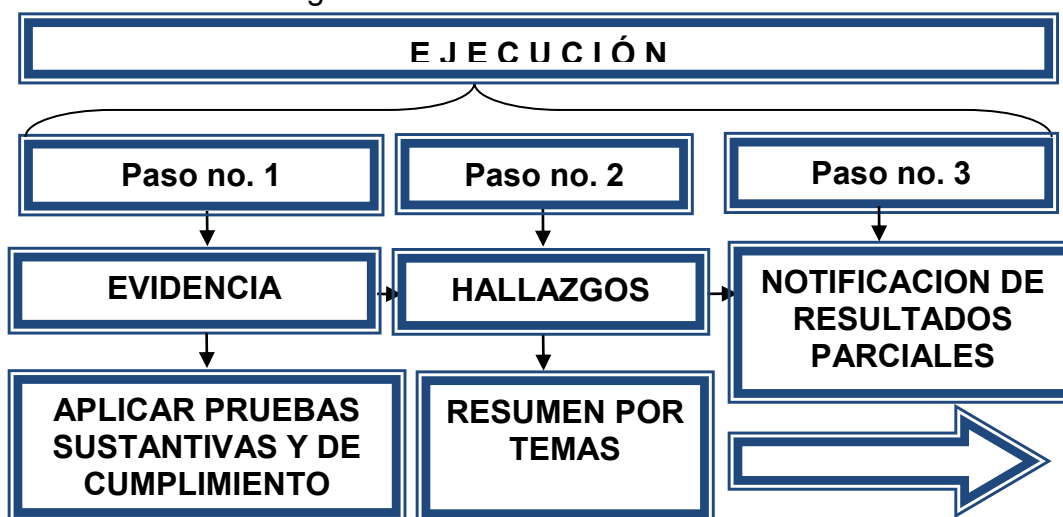 E J E C U C I Ó N
Paso no. 1
Paso no. 2
Paso no. 3
EVIDENCIA
HALLAZGOS
NOTIFICACION DE
RESULTADOS
PARCIALES
APLICAR PRUEBAS
SUSTANTIVAS Y DE
CUMPLIMIENTO
RESUMEN POR
TEMAS